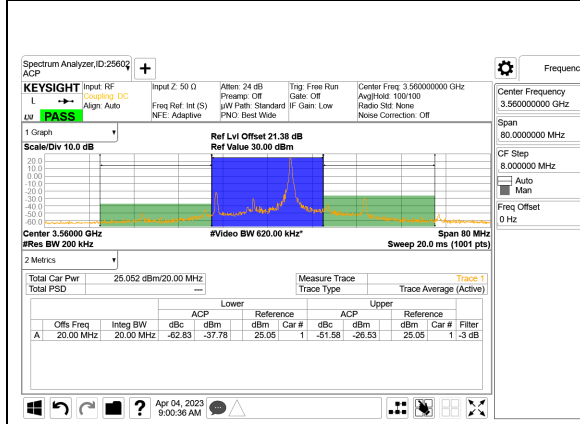 Spectrum Analyzer,ID:25602
ACP
Frequenc
KEYSIGHT Input: RF Input Z: 50 Ω Atten: 24 dB Trig: Free Run Center Freq: 3.560000000 GHz
L Coupling: DC Preamp: Off Gate: Off Avg|Hold: 100/100
Align: Auto Freq Ref: Int (S) µW Path: Standard IF Gain: Low Radio Std: None
PASS NFE: Adaptive PNO: Best Wide Noise Correction: Off
Center Frequency
3.560000000 GHz
Span
80.0000000 MHz
CF Step
8.000000 MHz
Auto
Man
Freq Offset
0 Hz
1 Graph
Ref Lvl Offset 21.38 dB
Scale/Div 10.0 dB Ref Value 30.00 dBm
20.0
10.0
0.00
-10.0
-20.0
-30.0
-40.0
-50.0
-60.0
Center 3.56000 GHz #Video BW 620.00 kHz* Span 80 MHz
#Res BW 200 kHz Sweep 20.0 ms (1001 pts)
2 Metrics
Total Car Pwr 25.052 dBm/20.00 MHz Measure Trace Trace 1
Total PSD --- Trace Type Trace Average (Active)
Lower Upper
ACP Reference ACP Reference
Offs Freq Integ BW dBc dBm dBm Car # dBc dBm dBm Car # Filter
A 20.00 MHz 20.00 MHz -62.83 -37.78 25.05 1 -51.58 -26.53 25.05 1 -3 dB
Apr 04, 2023
9:00:36 AM